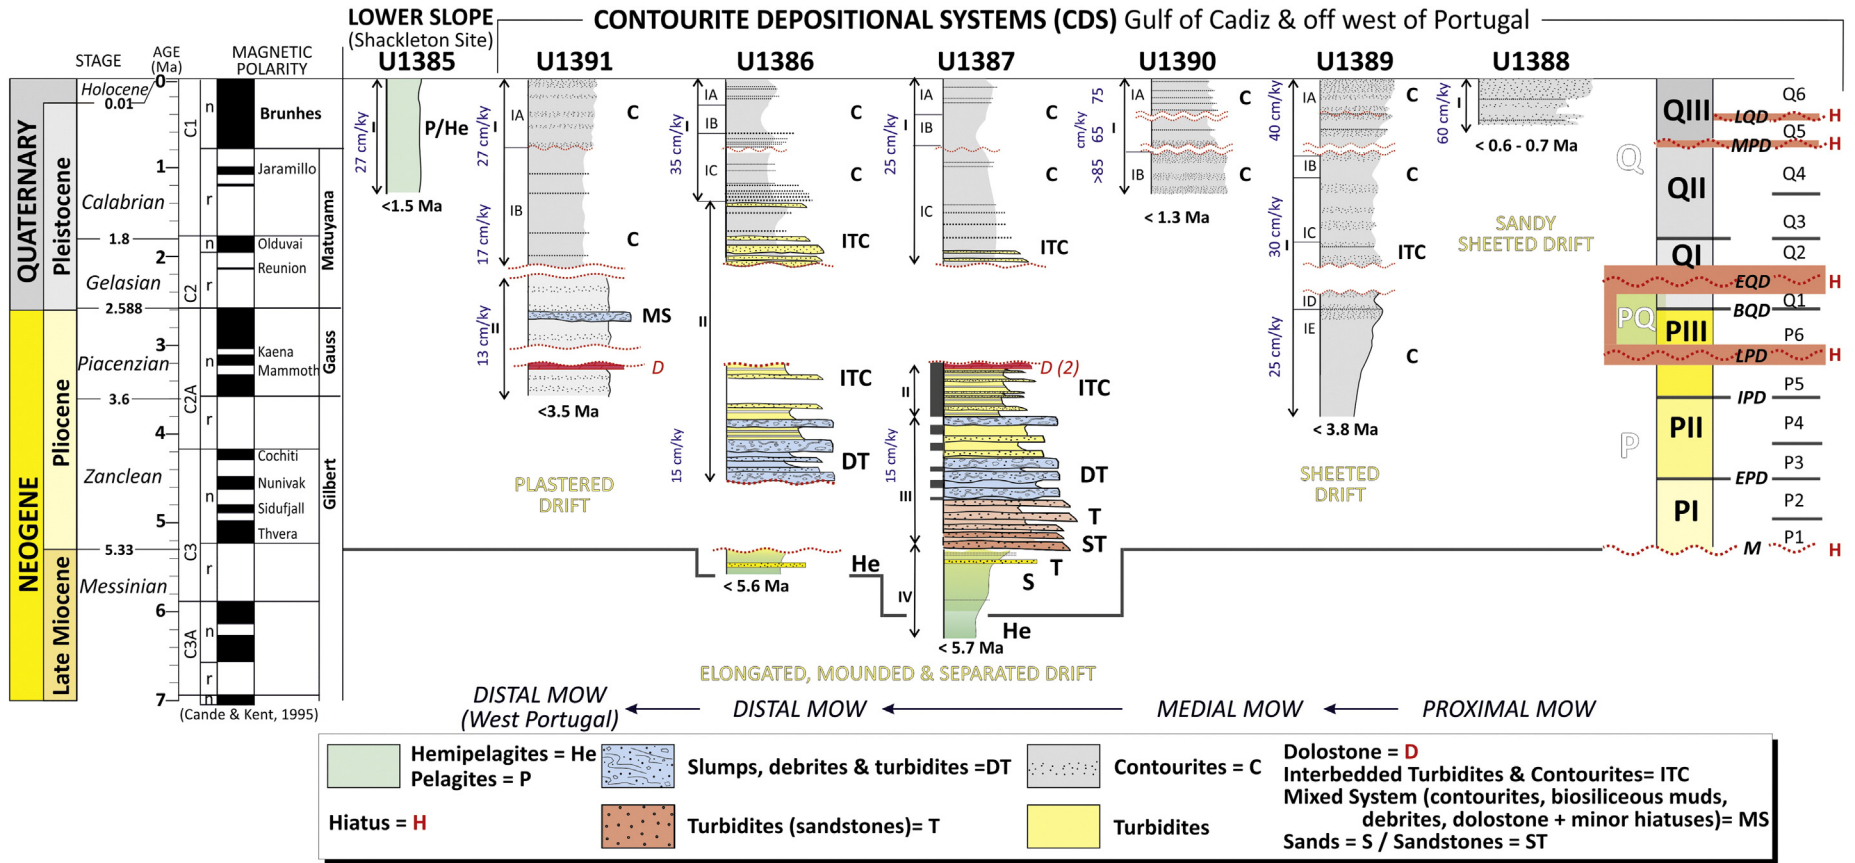 LOWER SLOPE
(Shackleton Site)
CONTOURITE DEPOSITIONAL SYSTEMS (CDS) Gulf of Cadiz & off west of Portugal
STAGE
AGE
(Ma)
MAGNETIC
POLARITY
U1385
U1391
U1386
U1387
U1390
U1389
U1388
QUATERNARY
NEOGENE
Pleistocene
Pliocene
Late Miocene
Holocene
0.01
Calabrian
1.8
Gelasian
2.588
Piacenzian
3.6
Zanclean
5.33
Messinian
0
1
2
3
4
5
6
7
C1
C2
C2A
C3
C3A
n
r
n
r
n
r
n
r
n
r
n
Brunhes
Jaramillo
Olduvai
Reunion
Kaena
Mammoth
Cochiti
Nunivak
Sidufjall
Thvera
Matuyama
Gauss
Gilbert
(Cande & Kent, 1995)
27 cm/ky
I
P/He
<1.5 Ma
27 cm/ky
17 cm/ky
13 cm/ky
I
II
IA
IB
C
C
MS
D
<3.5 Ma
PLASTERED
DRIFT
35 cm/ky
15 cm/ky
I
II
IA
IB
IC
C
C
ITC
ITC
DT
He
< 5.6 Ma
25 cm/ky
15 cm/ky
I
II
III
IV
IA
IB
IC
C
C
ITC
D (2)
ITC
DT
T
ST
T
S
He
< 5.7 Ma
ELONGATED, MOUNDED & SEPARATED DRIFT
cm/ky
75
65
>85
I
IA
IB
C
C
< 1.3 Ma
40 cm/ky
30 cm/ky
25 cm/ky
I
IA
IB
IC
ID
IE
C
C
ITC
C
< 3.8 Ma
SHEETED
DRIFT
60 cm/ky
I
< 0.6 - 0.7 Ma
SANDY
SHEETED DRIFT
Q
PQ
P
QIII
QII
QI
PIII
PII
PI
LQD
MPD
EQD
BQD
LPD
IPD
EPD
M
Q6
Q5
Q4
Q3
Q2
Q1
P6
P5
P4
P3
P2
P1
H
H
H
H
H
DISTAL MOW
(West Portugal)
DISTAL MOW
MEDIAL MOW
PROXIMAL MOW
Hemipelagites = He
Pelagites = P
Hiatus = H
Slumps, debrites & turbidites =DT
Turbidites (sandstones)= T
Contourites = C
Turbidites
Dolostone = D
Interbedded Turbidites & Contourites= ITC
Mixed System (contourites, biosiliceous muds,
debrites, dolostone + minor hiatuses)= MS
Sands = S / Sandstones = ST